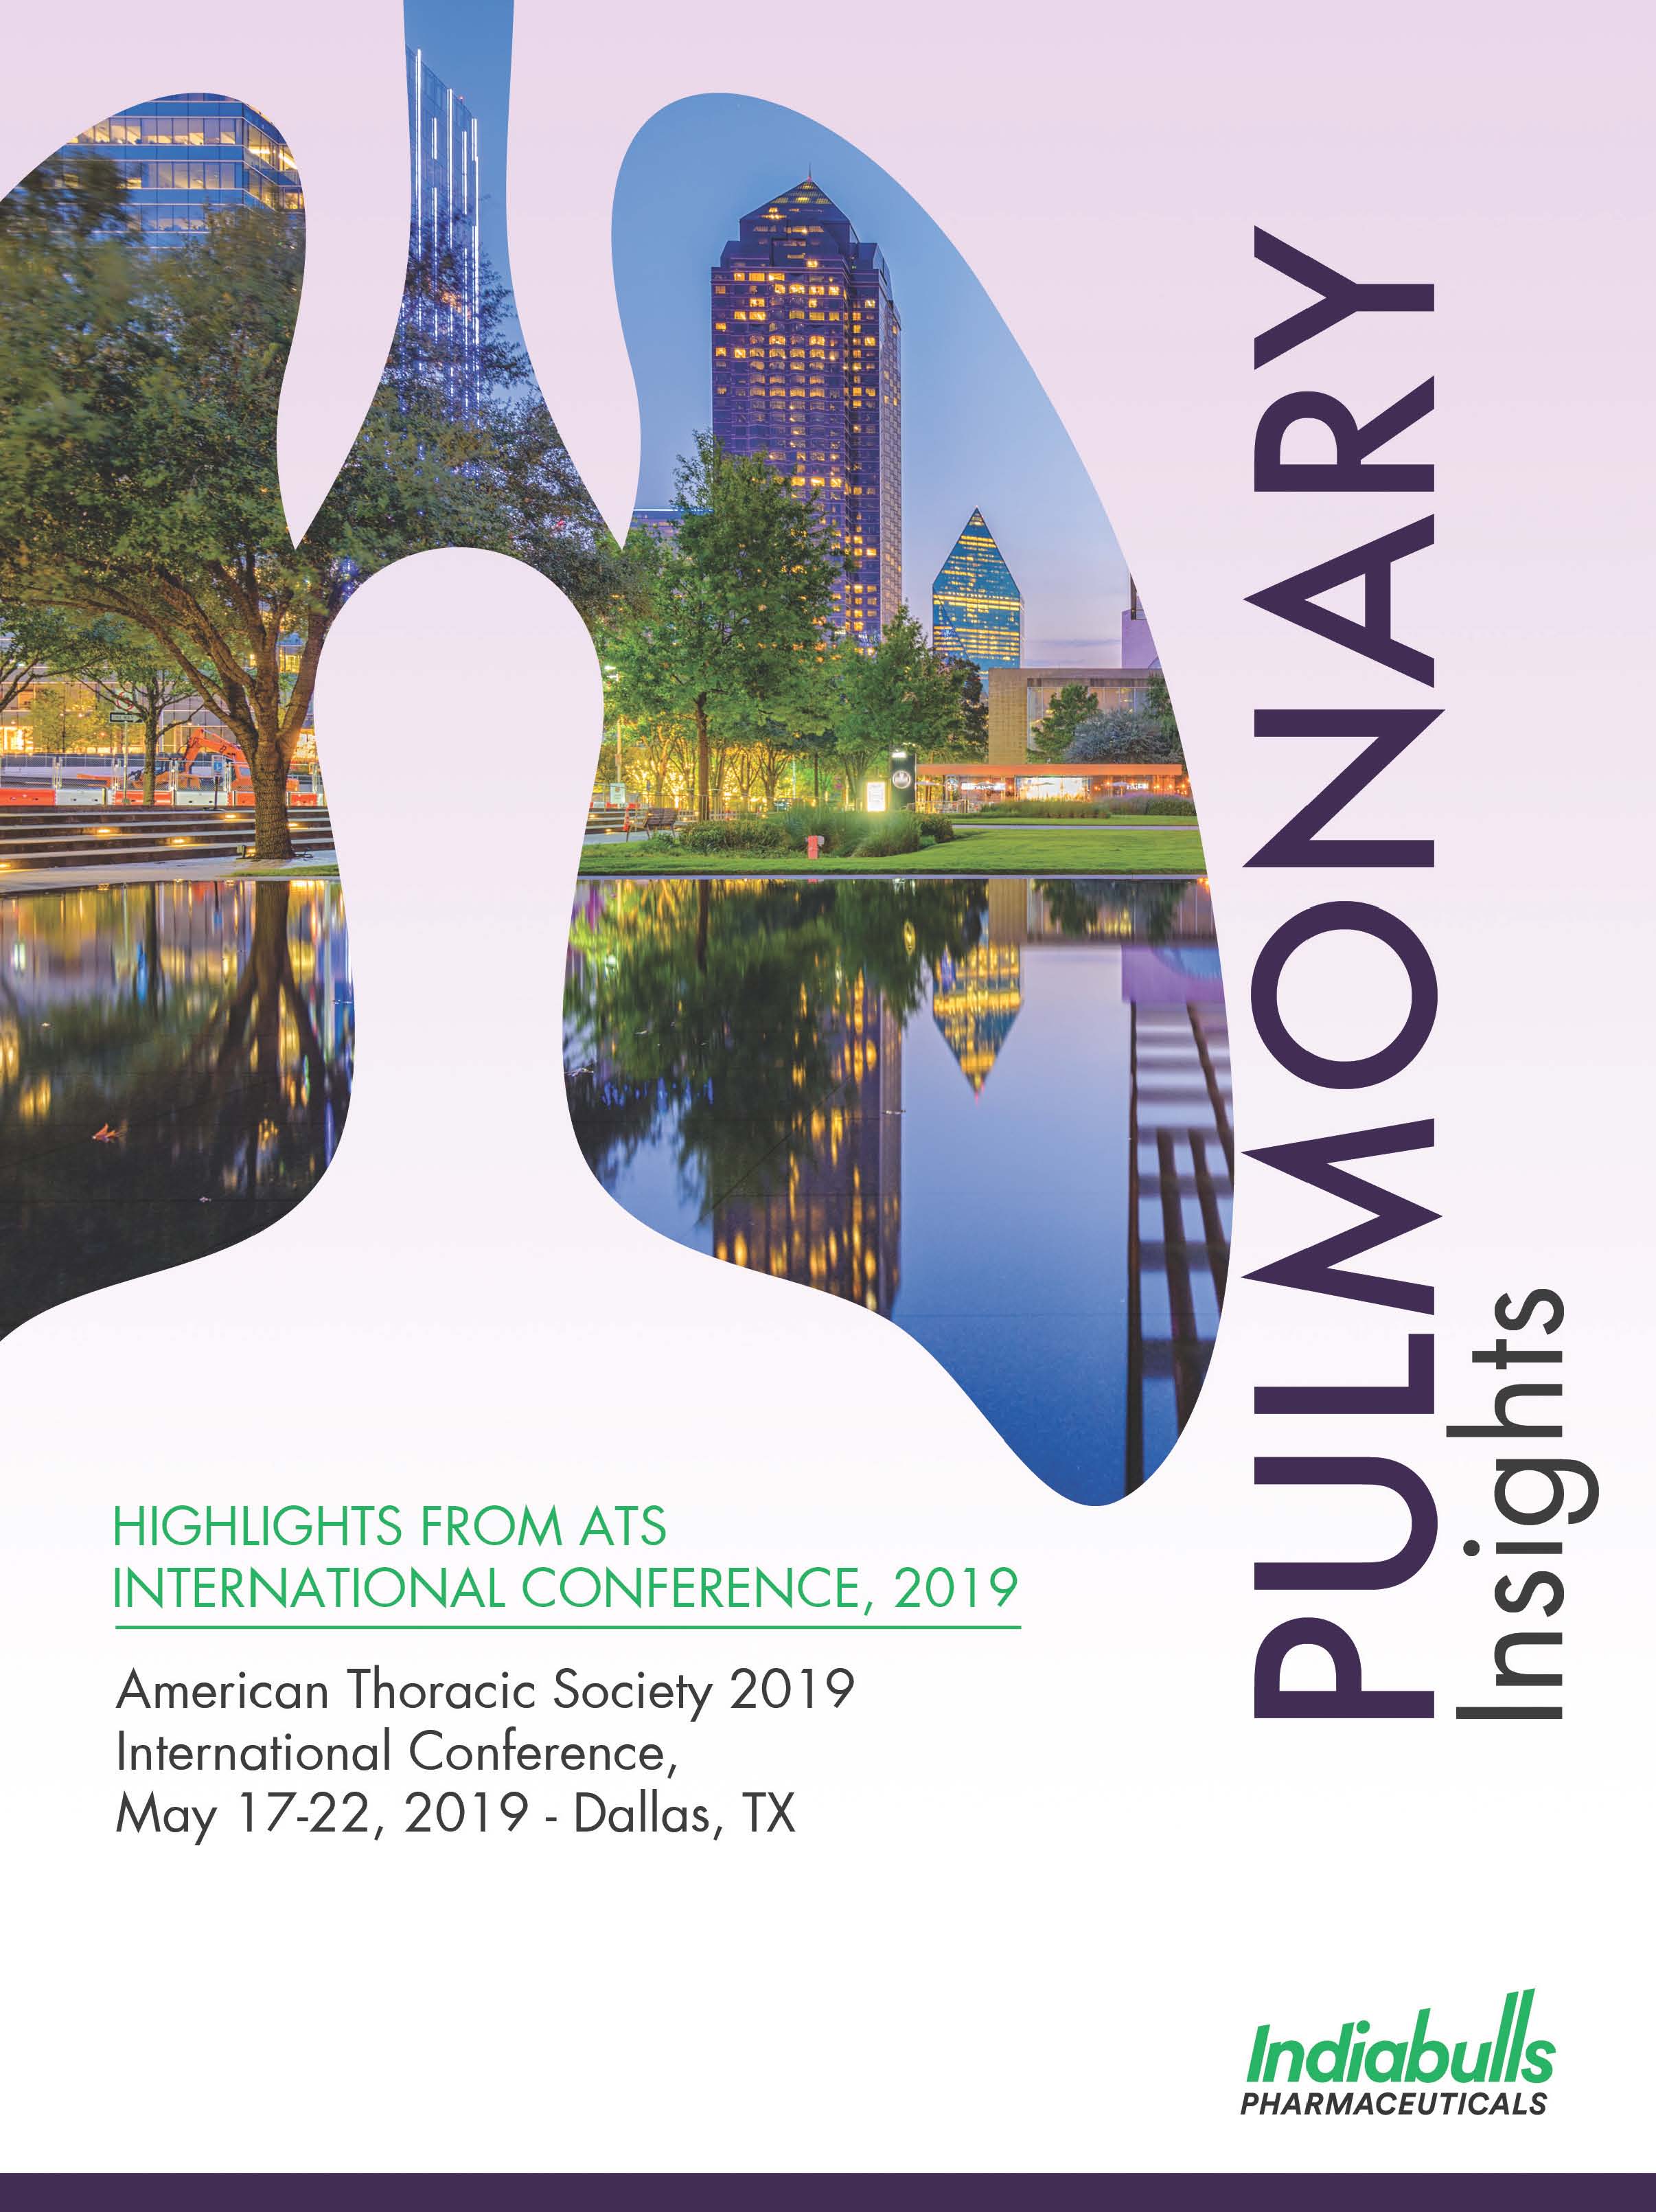 PULMONARY
Insights
HIGHLIGHTS FROM ATS
INTERNATIONAL CONFERENCE, 2019
American Thoracic Society 2019
International Conference,
May 17-22, 2019 - Dallas, TX
Indiabulls
PHARMACEUTICALS